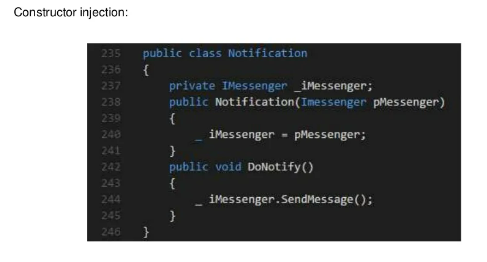 Constructor injection:
235 public class Notification
236 {
237 private IMessenger _iMessenger;
238 public Notification(Imessenger pMessenger)
239 {
240 _ iMessenger = pMessenger;
241 }
242 public void DoNotify()
243 {
244 _ iMessenger.SendMessage();
245 }
246 }